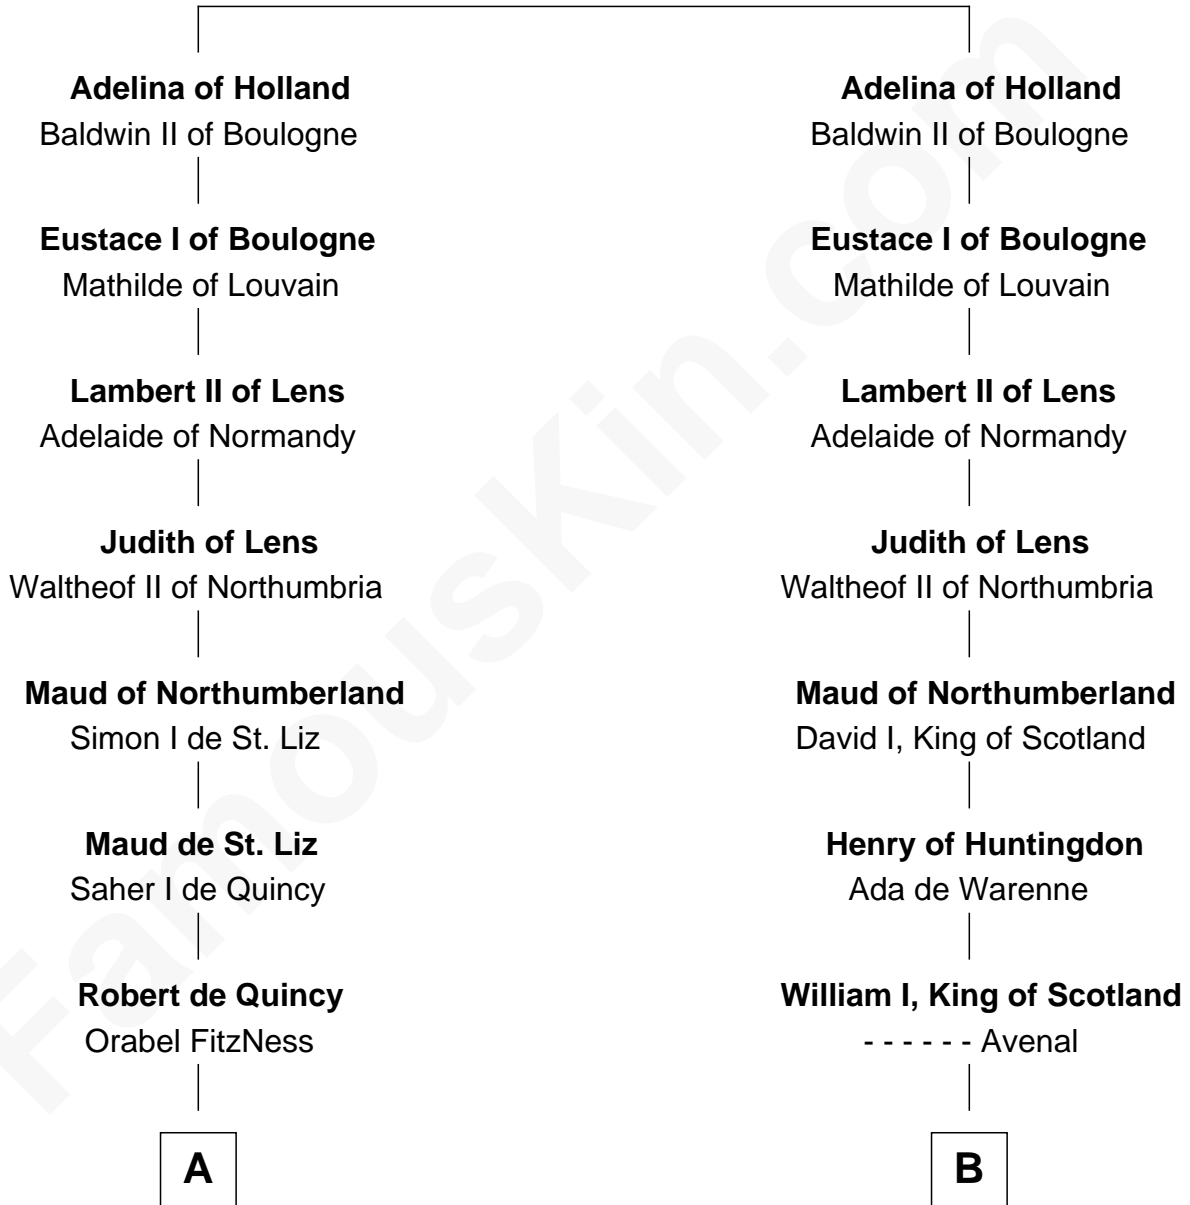 Adelina of Holland
Baldwin II of Boulogne
Eustace I of Boulogne
Mathilde of Louvain
Lambert II of Lens
Adelaide of Normandy
Judith of Lens
Waltheof II of Northumbria
Maud of Northumberland
Simon I de St. Liz
Maud de St. Liz
Saher I de Quincy
Robert de Quincy
Orabel FitzNess
A
Adelina of Holland
Baldwin II of Boulogne
Eustace I of Boulogne
Mathilde of Louvain
Lambert II of Lens
Adelaide of Normandy
Judith of Lens
Waltheof II of Northumbria
Maud of Northumberland
David I, King of Scotland
Henry of Huntingdon
Ada de Warenne
William I, King of Scotland
- - - - - - Avenal
B
FamousKin.com